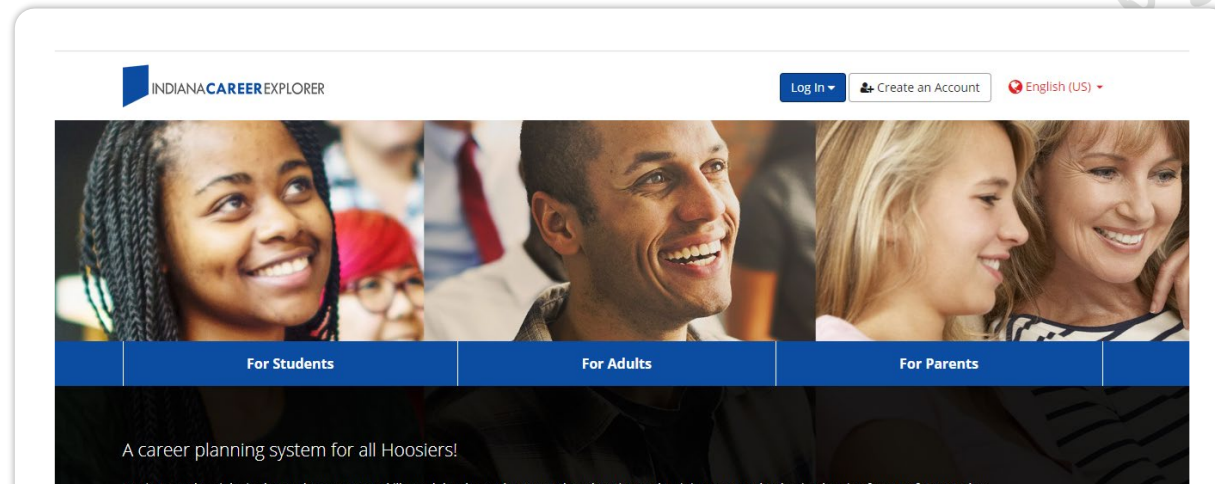 INDIANACAREEREXPLORER
Log In
Create an Account
English (US)
For Students
For Adults
For Parents
A career planning system for all Hoosiers!